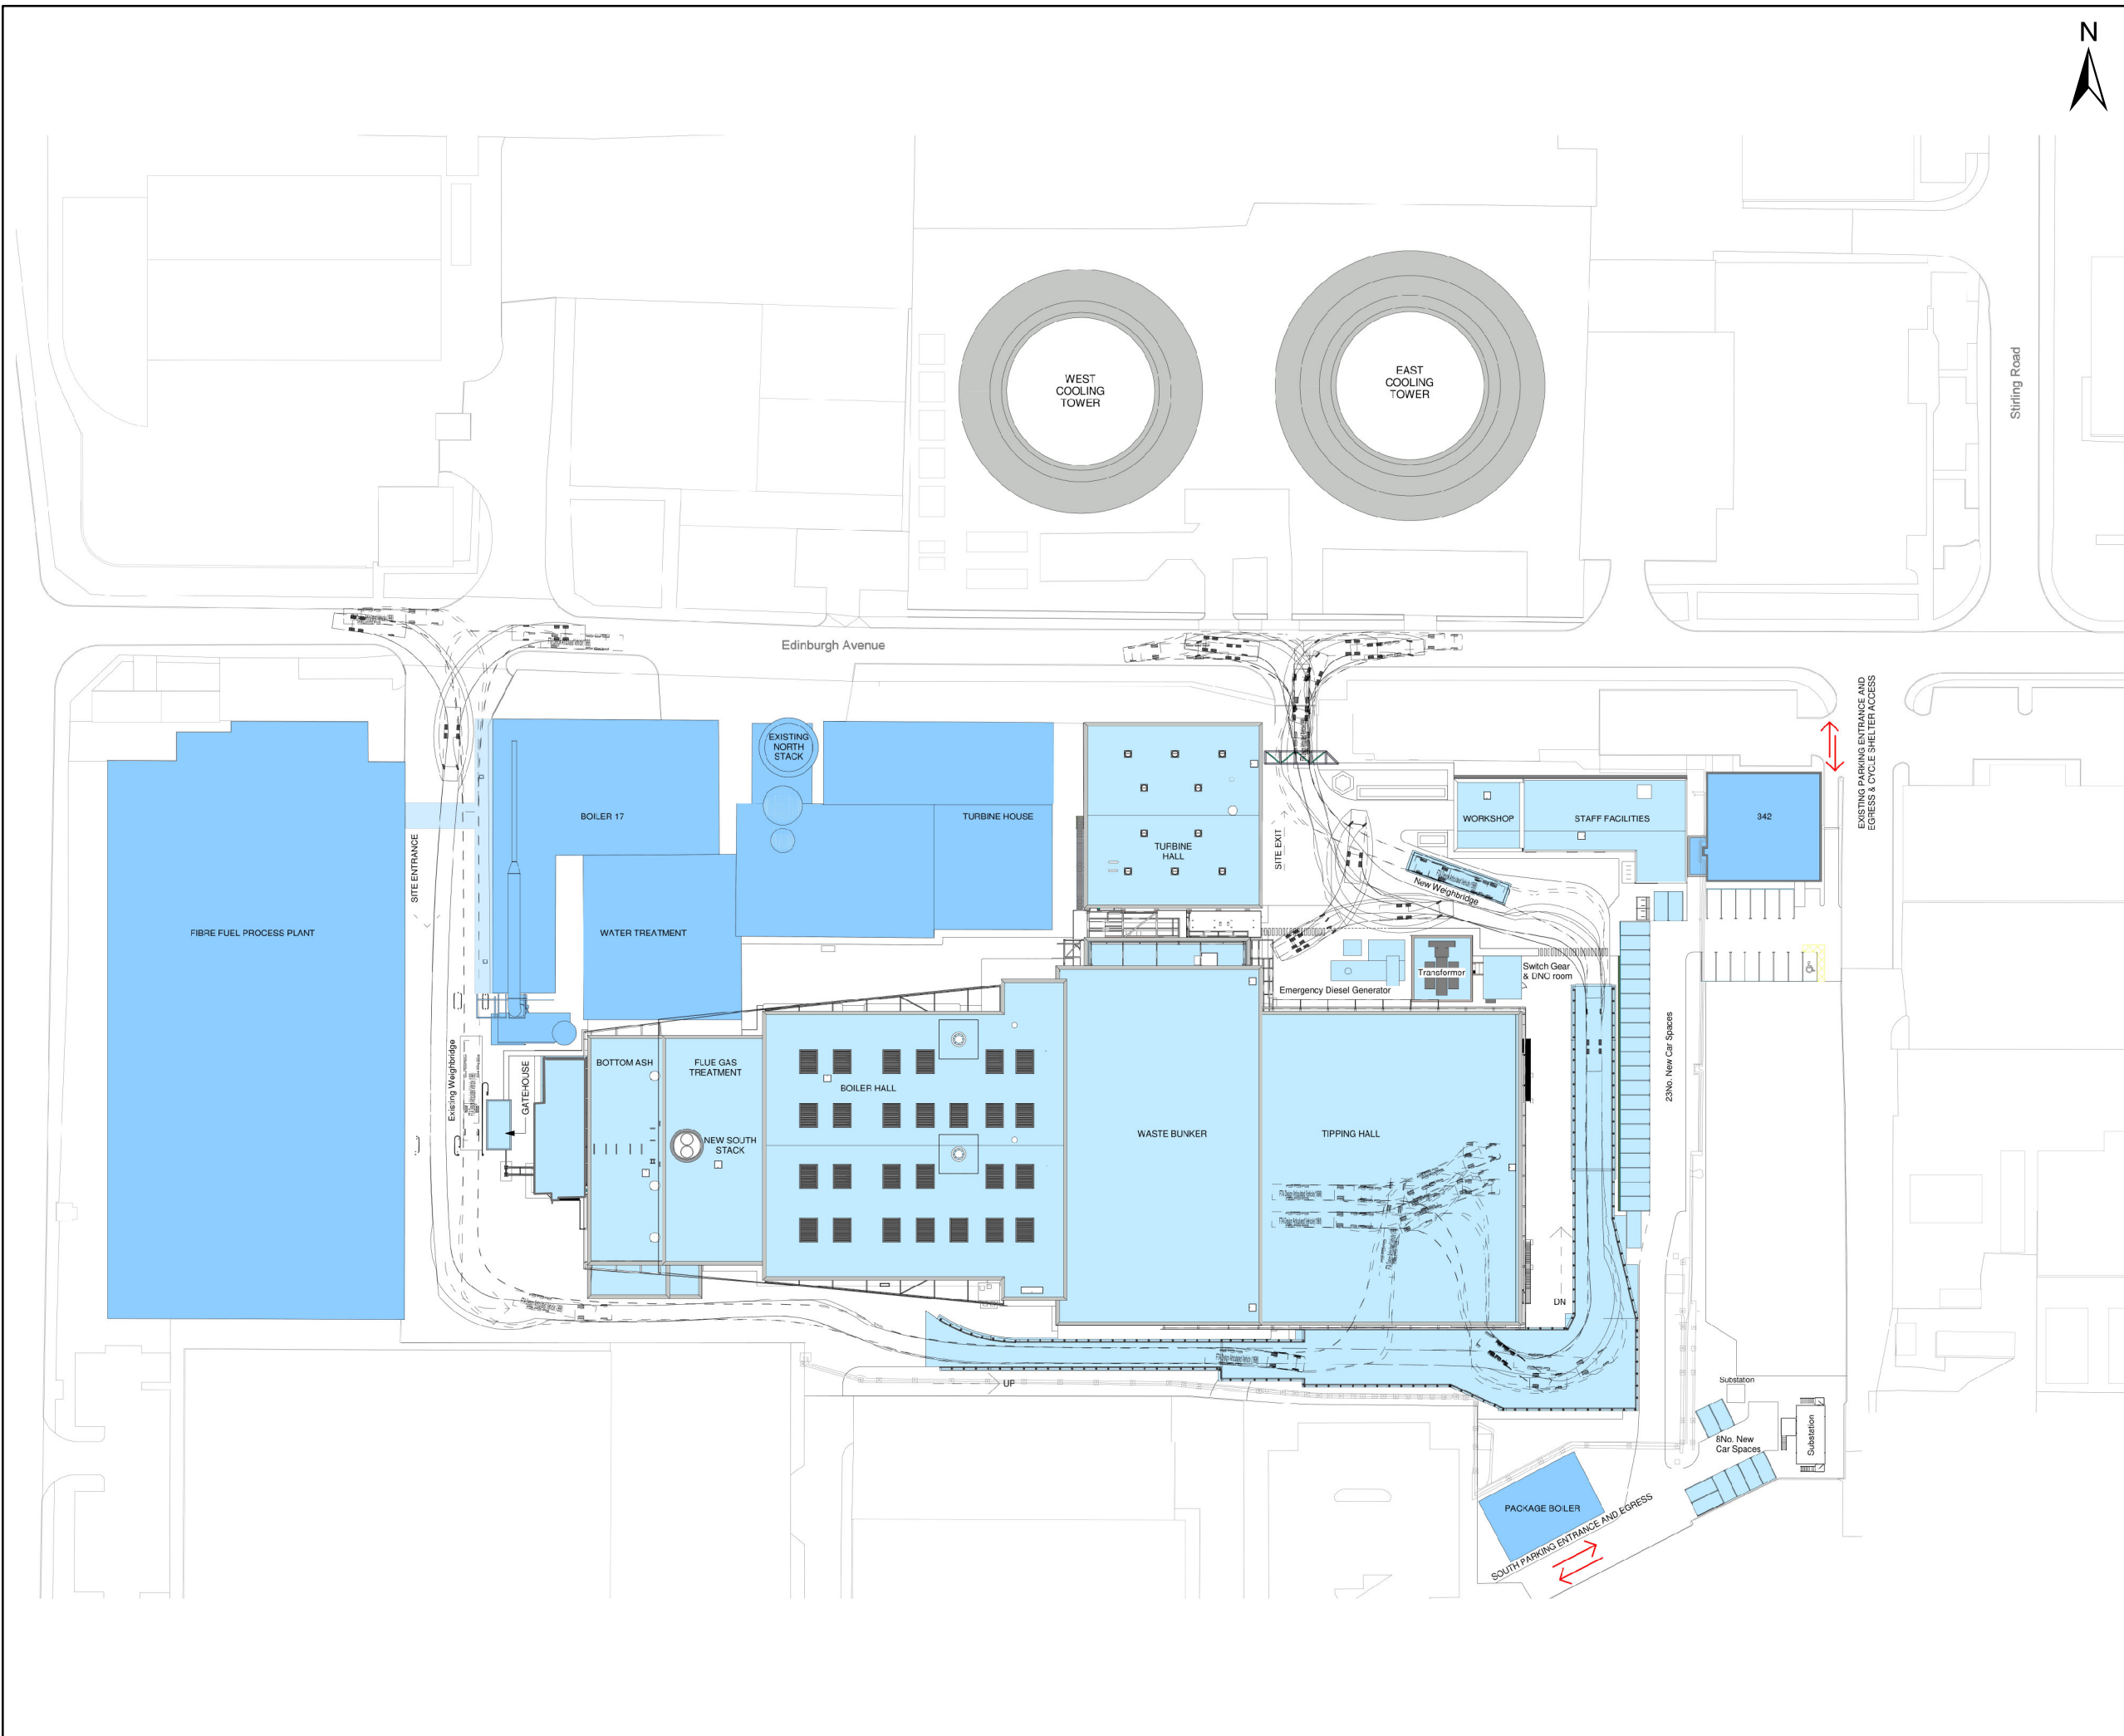 N
WEST
COOLING
TOWER
EAST
COOLING
TOWER
Stirling Road
Edinburgh Avenue
EXISTING PARKING ENTRANCE AND
EGRESS & CYCLE SHELTER ACCESS
EXISTING
NORTH
STACK
BOILER 17
TURBINE HOUSE
TURBINE
HALL
SITE EXIT
WORKSHOP
STAFF FACILITIES
342
SITE ENTRANCE
New Weighbridge
FIBRE FUEL PROCESS PLANT
WATER TREATMENT
Transformor
Switch Gear
& DNO room
Emergency Diesel Generator
23No. New Car Spaces
Existing Weighbridge
GATEHOUSE
BOTTOM ASH
FLUE GAS
TREATMENT
BOILER HALL
NEW SOUTH
STACK
WASTE BUNKER
TIPPING HALL
DN
UP
Substation
8No. New
Car Spaces
Substation
PACKAGE BOILER
SOUTH PARKING ENTRANCE AND EGRESS